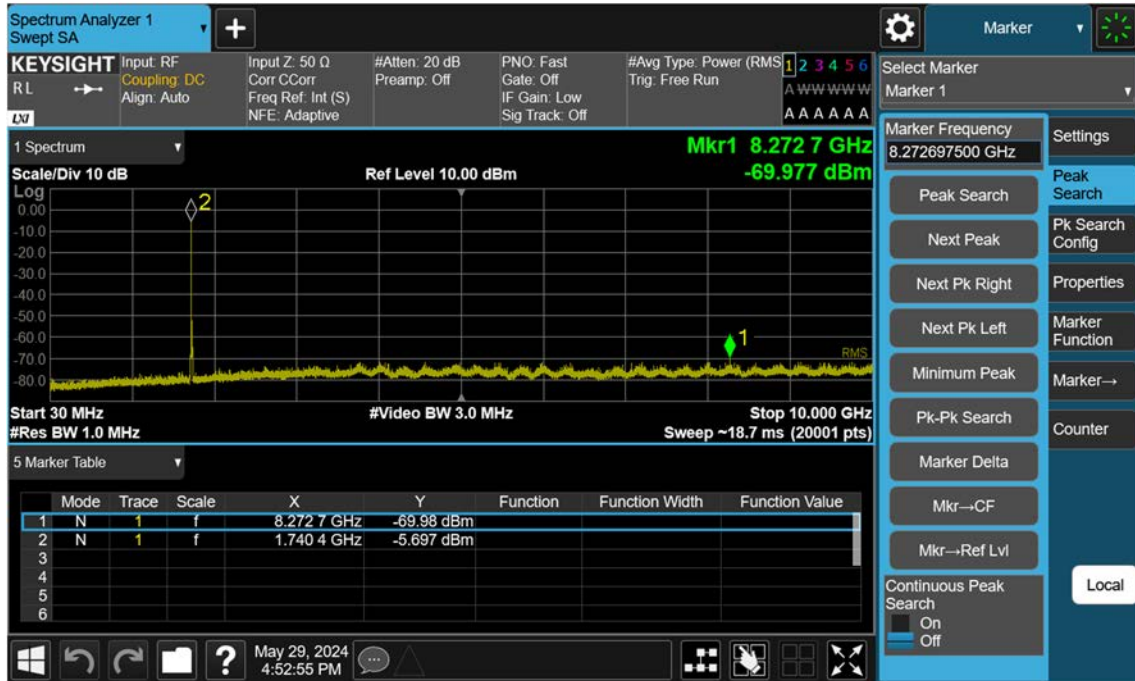 Spectrum Analyzer 1
Swept SA
+
Marker
KEYSIGHT
R L
LXI
Input: RF
Coupling: DC
Align: Auto
Input Z: 50 Ω
Corr CCorr
Freq Ref: Int (S)
NFE: Adaptive
#Atten: 20 dB
Preamp: Off
PNO: Fast
Gate: Off
IF Gain: Low
Sig Track: Off
#Avg Type: Power (RMS
Trig: Free Run
1 2 3 4 5 6
A W W W W W
A A A A A A
Select Marker
Marker 1
1 Spectrum
Mkr1 8.272 7 GHz
-69.977 dBm
Scale/Div 10 dB
Ref Level 10.00 dBm
Log
0.00
-10.0
-20.0
-30.0
-40.0
-50.0
-60.0
-70.0
-80.0
2
1
RMS
Start 30 MHz
#Video BW 3.0 MHz
Stop 10.000 GHz
#Res BW 1.0 MHz
Sweep ~18.7 ms (20001 pts)
5 Marker Table
Mode Trace Scale X Y Function Function Width Function Value
1 N 1 f 8.272 7 GHz -69.98 dBm
2 N 1 f 1.740 4 GHz -5.697 dBm
3
4
5
6
Marker Frequency
8.272697500 GHz
Peak Search
Next Peak
Next Pk Right
Next Pk Left
Minimum Peak
Pk-Pk Search
Marker Delta
Mkr→CF
Mkr→Ref Lvl
Continuous Peak
Search
On
Off
Settings
Peak
Search
Pk Search
Config
Properties
Marker
Function
Marker→
Counter
Local
?
May 29, 2024
4:52:55 PM